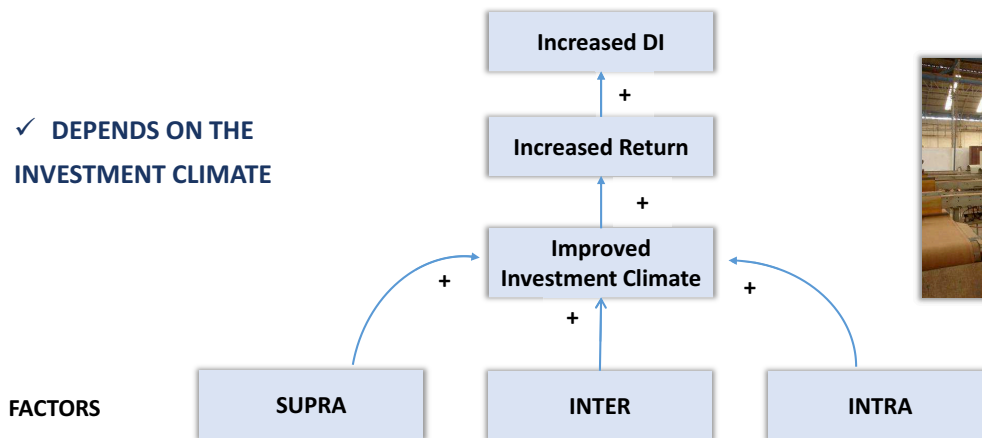 Increased DI
+
✓ DEPENDS ON THE
INVESTMENT CLIMATE
Increased Return
+
Improved
Investment Climate
+
+
+
FACTORS
SUPRA
INTER
INTRA